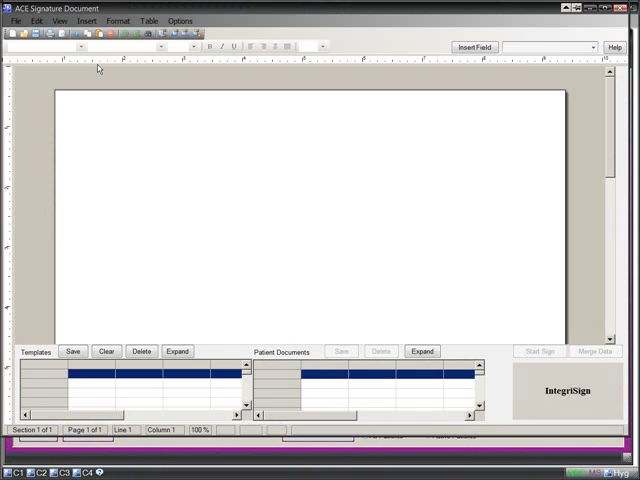 ACE Signature Document
File Edit View Insert Format Table Options
B I U
Insert Field Help
Templates Save Clear Delete Expand Patient Documents Save Delete Expand Start Sign Merge Data
IntegriSign
Section 1 of 1 Page 1 of 1 Line 1 Column 1 100 %
C1 C2 C3 C4 Hyg